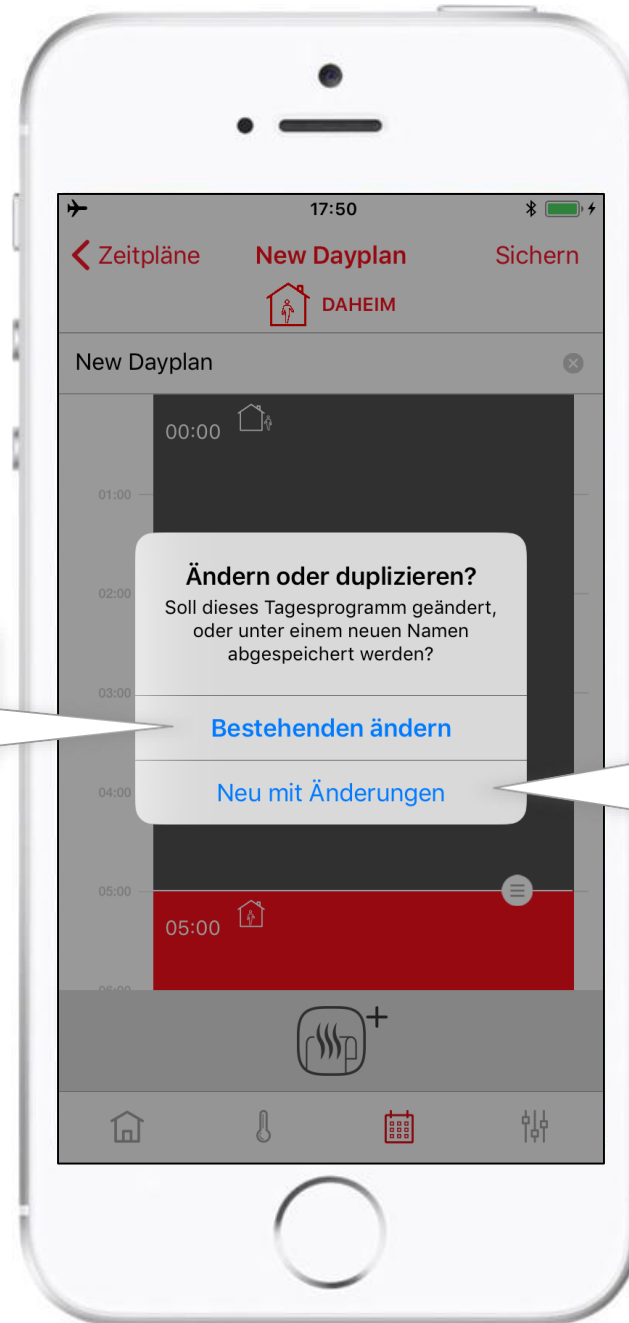 17:50
Zeitpläne New Dayplan Sichern
DAHEIM
New Dayplan
00:00
01:00
Ändern oder duplizieren?
02:00
Soll dieses Tagesprogramm geändert,
oder unter einem neuen Namen
abgespeichert werden?
03:00
Bestehenden ändern
04:00
Neu mit Änderungen
05:00
05:00